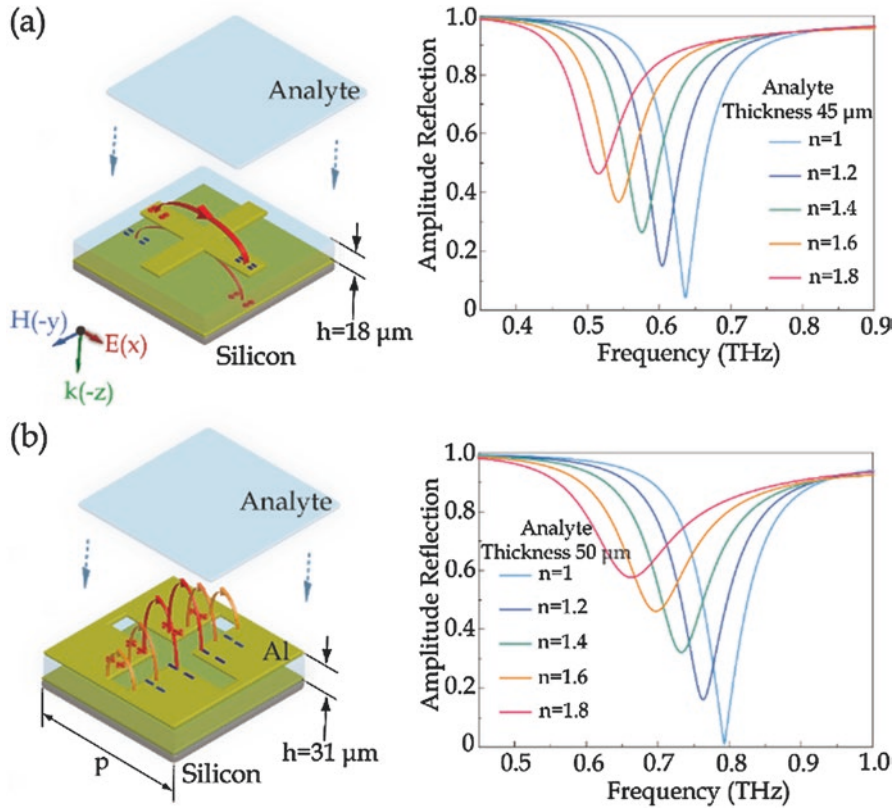 (a)
Analyte
h=18 μm
H(-y)
E(x)
k(-z)
Silicon
Amplitude Reflection
1.0
0.8
0.6
0.4
0.2
0
Analyte
Thickness 45 μm
n=1
n=1.2
n=1.4
n=1.6
n=1.8
0.4 0.5 0.6 0.7 0.8 0.9
Frequency (THz)
(b)
Analyte
Al
h=31 μm
p
Silicon
Amplitude Reflection
1.0
0.8
0.6
0.4
0.2
0
Analyte
Thickness 50 μm
n=1
n=1.2
n=1.4
n=1.6
n=1.8
0.5 0.6 0.7 0.8 0.9 1.0
Frequency (THz)